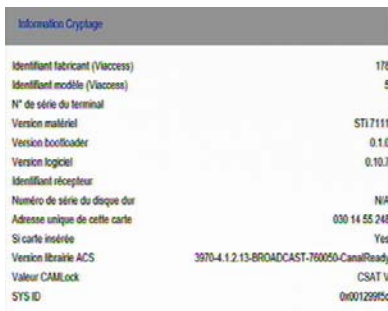 Information Cryptage
Identifiant fabricant (Viaccess) 178
Identifiant modèle (Viaccess) 5
N° de série du terminal
Version matériel STi7111
Version bootloader 0.1.0
Version logiciel 0.10.7
Identifiant récepteur
Numéro de série du disque dur N/A
Adresse unique de cette carte 030 14 55 248
Si carte insérée Yes
Version librairie ACS 3970-4.1.2.13-BROADCAST-760050-CanalReady
Valeur CAMLock CSAT V
SYS ID 0x001299f5c